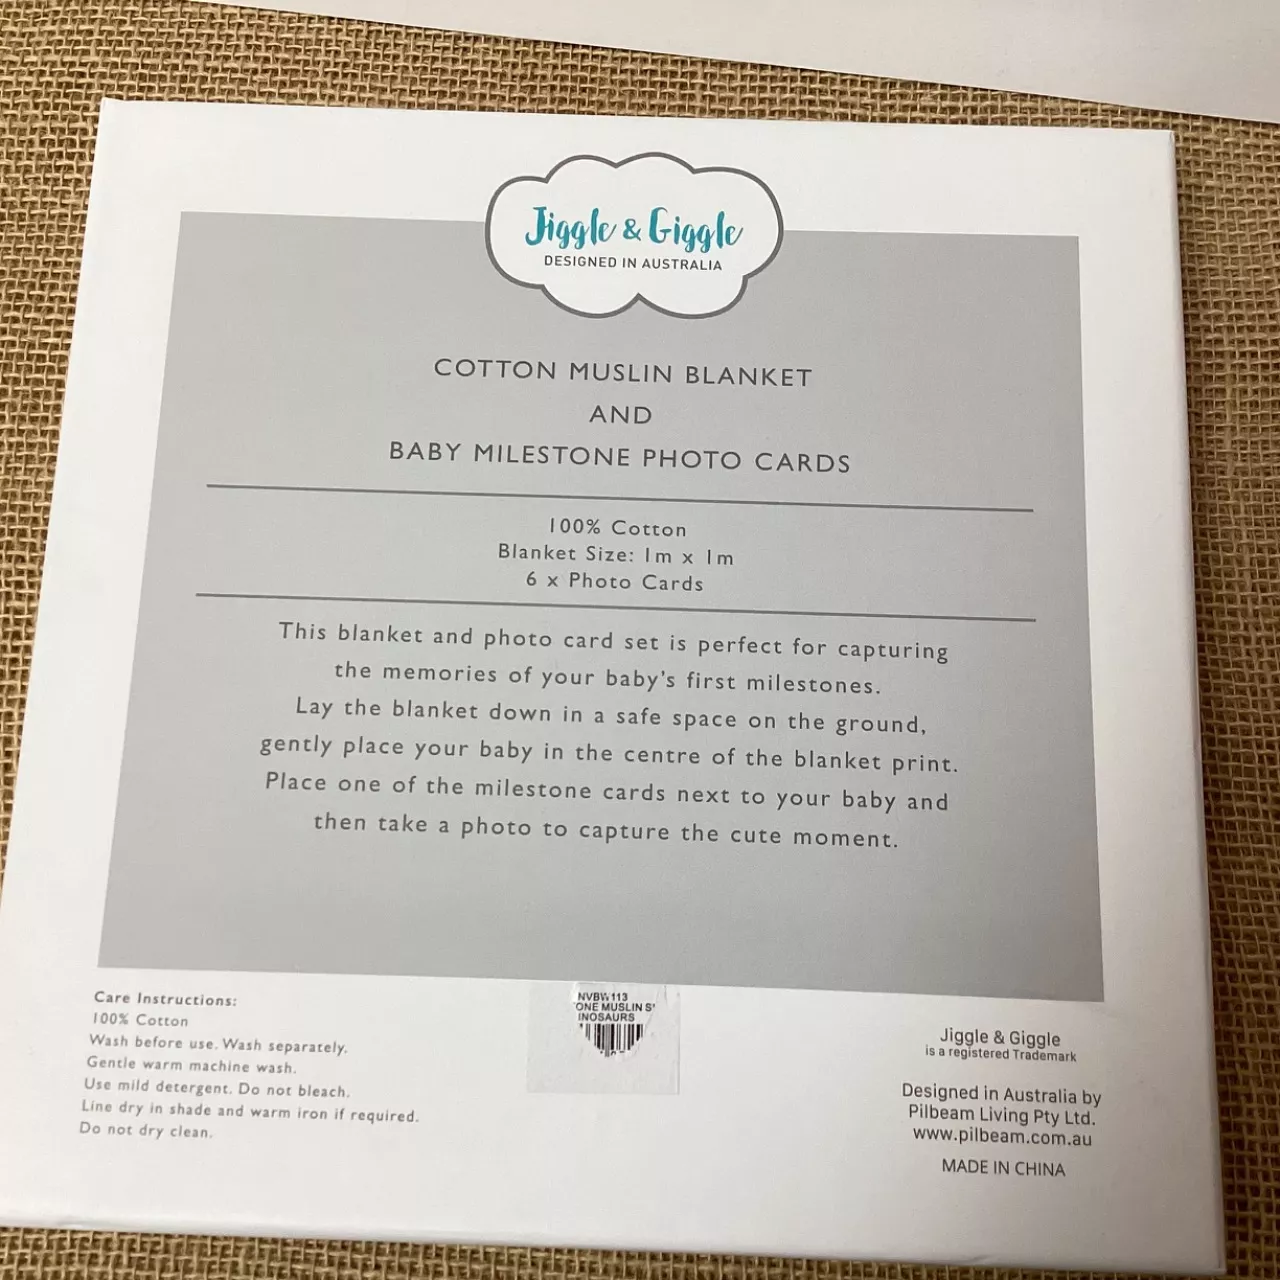 Jiggle & Giggle
DESIGNED IN AUSTRALIA
COTTON MUSLIN BLANKET
AND
BABY MILESTONE PHOTO CARDS
100% Cotton
Blanket Size: 1m x 1m
6 x Photo Cards
This blanket and photo card set is perfect for capturing
the memories of your baby's first milestones.
Lay the blanket down in a safe space on the ground,
gently place your baby in the centre of the blanket print.
Place one of the milestone cards next to your baby and
then take a photo to capture the cute moment.
Care Instructions:
100% Cotton
Wash before use. Wash separately.
Gentle warm machine wash.
Use mild detergent. Do not bleach.
Line dry in shade and warm iron if required.
Do not dry clean.
NVBW113
ONE MUSLIN S
INOSAURS
Jiggle & Giggle
is a registered Trademark
Designed in Australia by
Pilbeam Living Pty Ltd.
www.pilbeam.com.au
MADE IN CHINA